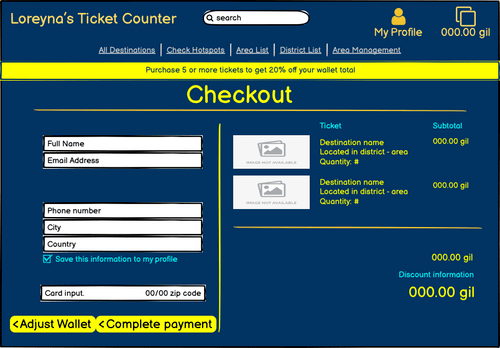 Loreyna's Ticket Counter
search
My Profile
000.00 gil
All Destinations | Check Hotspots | Area List | District List | Area Management
Purchase 5 or more tickets to get 20% off your wallet total
Checkout
Full Name
Email Address
Phone number
City
Country
Save this information to my profile
Card input. 00/00 zip code
<Adjust Wallet
<Complete payment
Ticket Subtotal
IMAGE NOT AVAILABLE
Destination name 000.00 gil
Located in district - area
Quantity: #
IMAGE NOT AVAILABLE
Destination name 000.00 gil
Located in district - area
Quantity: #
000.00 gil
Discount information
000.00 gil